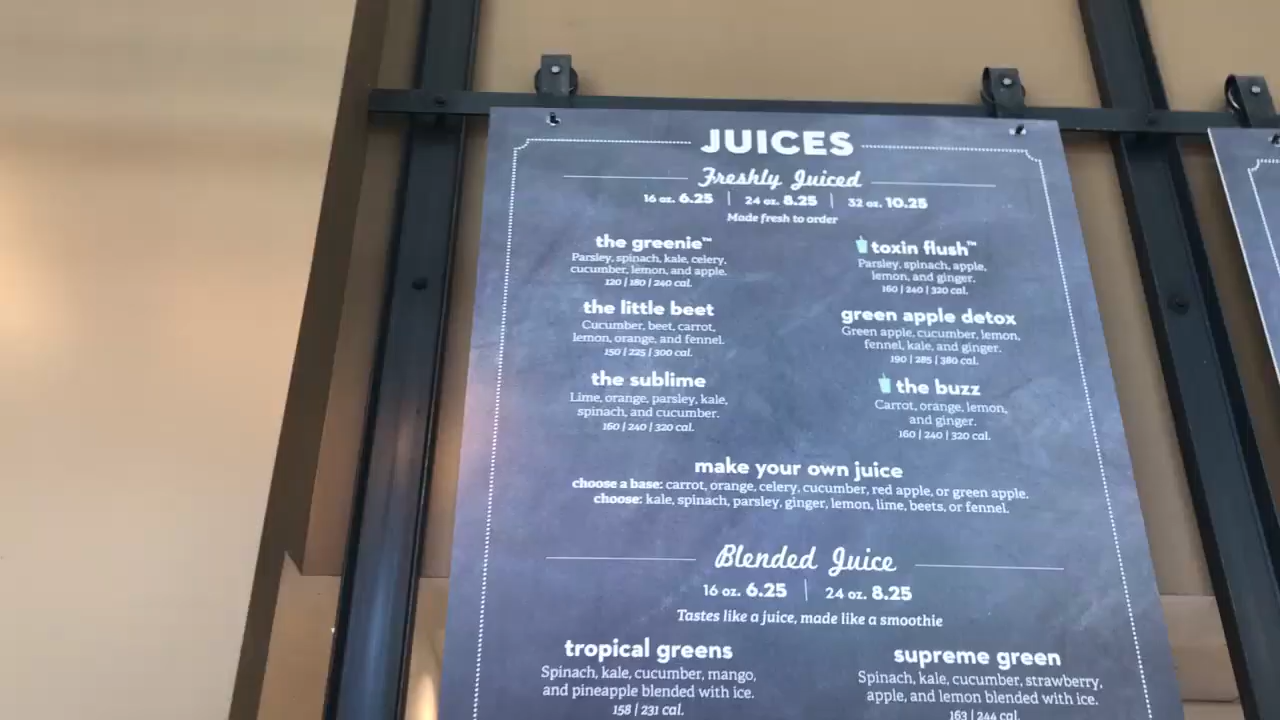 JUICES
Freshly Juiced
16 oz. 6.25 | 24 oz. 8.25 | 32 oz. 10.25
Made fresh to order
the greenie™
Parsley, spinach, kale, celery,
cucumber, lemon, and apple.
120 | 180 | 240 cal.
toxin flush™
Parsley, spinach, apple,
lemon, and ginger.
160 | 240 | 320 cal.
the little beet
Cucumber, beet, carrot,
lemon, orange, and fennel.
150 | 225 | 300 cal.
green apple detox
Green apple, cucumber, lemon,
fennel, kale, and ginger.
190 | 285 | 380 cal.
the sublime
Lime, orange, parsley, kale,
spinach, and cucumber.
160 | 240 | 320 cal.
the buzz
Carrot, orange, lemon,
and ginger.
160 | 240 | 320 cal.
make your own juice
choose a base: carrot, orange, celery, cucumber, red apple, or green apple.
choose: kale, spinach, parsley, ginger, lemon, lime, beets, or fennel.
Blended Juice
16 oz. 6.25 | 24 oz. 8.25
Tastes like a juice, made like a smoothie
tropical greens
Spinach, kale, cucumber, mango,
and pineapple blended with ice.
158 | 231 cal.
supreme green
Spinach, kale, cucumber, strawberry,
apple, and lemon blended with ice.
163 | 244 cal.